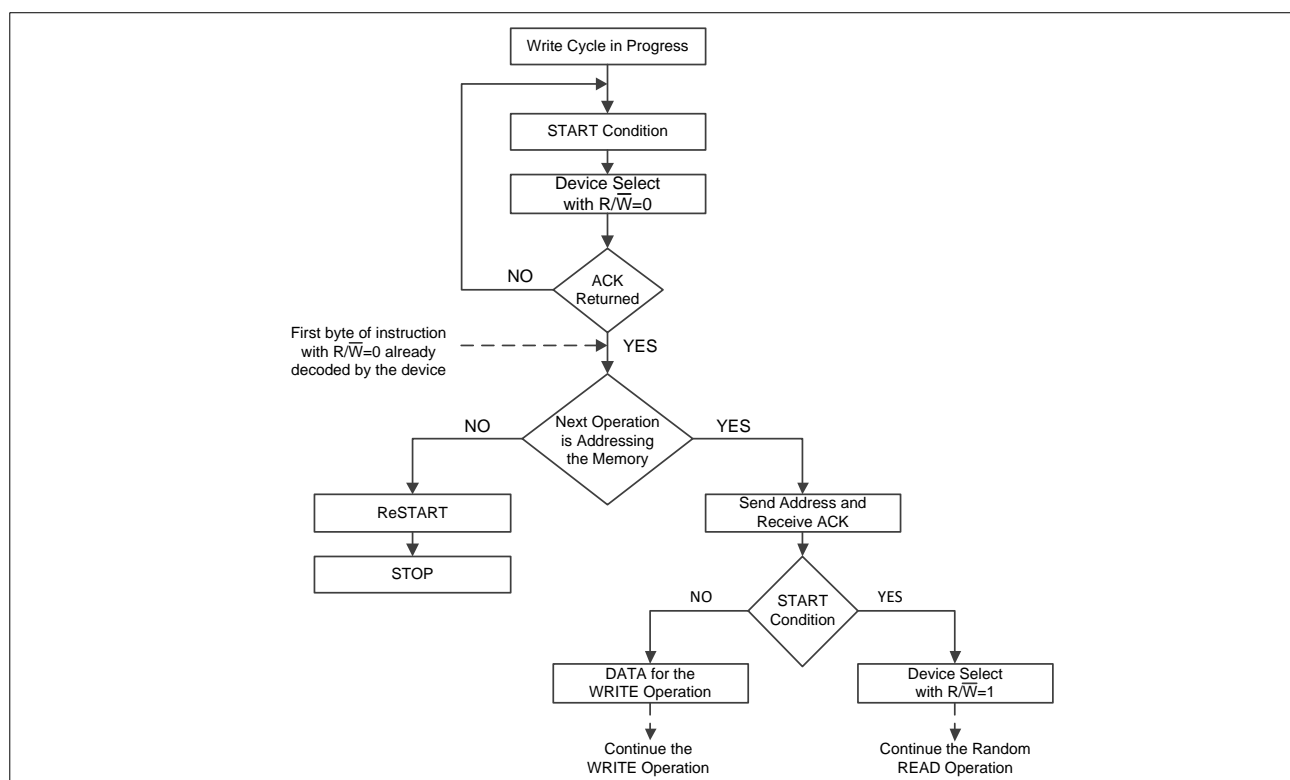 Write Cycle in Progress
START Condition
Device Select
with R/W̅=0
NO
ACK
Returned
First byte of instruction
with R/W̅=0 already
decoded by the device
YES
NO
Next Operation
is Addressing
the Memory
YES
ReSTART
Send Address and
Receive ACK
STOP
NO
START
Condition
YES
DATA for the
WRITE Operation
Device Select
with R/W̅=1
Continue the
WRITE Operation
Continue the Random
READ Operation